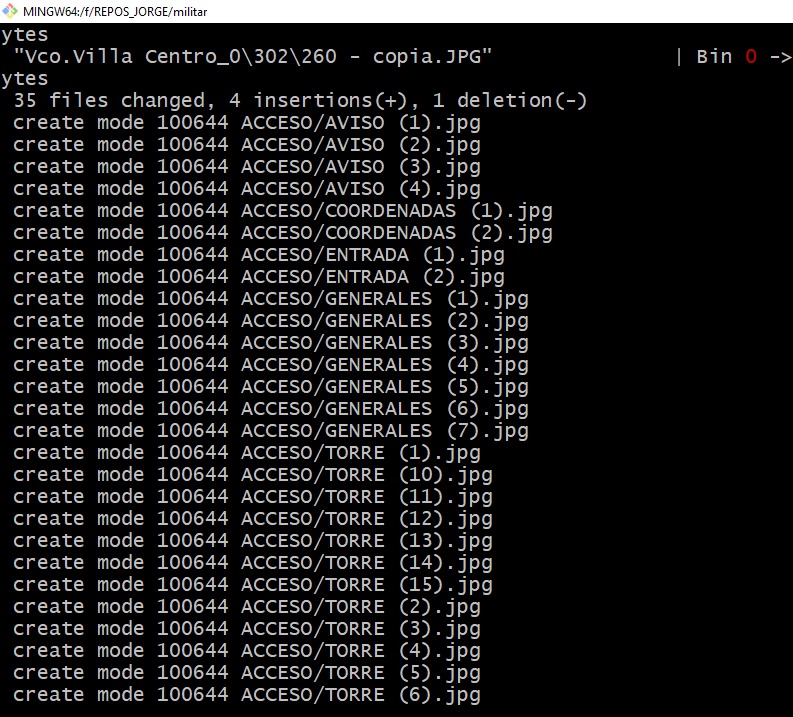 MINGW64:/f/REPOS_JORGE/militar
ytes
 "Vco.Villa Centro_0\302\260 - copia.JPG"               | Bin 0 ->
ytes
 35 files changed, 4 insertions(+), 1 deletion(-)
 create mode 100644 ACCESO/AVISO (1).jpg
 create mode 100644 ACCESO/AVISO (2).jpg
 create mode 100644 ACCESO/AVISO (3).jpg
 create mode 100644 ACCESO/AVISO (4).jpg
 create mode 100644 ACCESO/COORDENADAS (1).jpg
 create mode 100644 ACCESO/COORDENADAS (2).jpg
 create mode 100644 ACCESO/ENTRADA (1).jpg
 create mode 100644 ACCESO/ENTRADA (2).jpg
 create mode 100644 ACCESO/GENERALES (1).jpg
 create mode 100644 ACCESO/GENERALES (2).jpg
 create mode 100644 ACCESO/GENERALES (3).jpg
 create mode 100644 ACCESO/GENERALES (4).jpg
 create mode 100644 ACCESO/GENERALES (5).jpg
 create mode 100644 ACCESO/GENERALES (6).jpg
 create mode 100644 ACCESO/GENERALES (7).jpg
 create mode 100644 ACCESO/TORRE (1).jpg
 create mode 100644 ACCESO/TORRE (10).jpg
 create mode 100644 ACCESO/TORRE (11).jpg
 create mode 100644 ACCESO/TORRE (12).jpg
 create mode 100644 ACCESO/TORRE (13).jpg
 create mode 100644 ACCESO/TORRE (14).jpg
 create mode 100644 ACCESO/TORRE (15).jpg
 create mode 100644 ACCESO/TORRE (2).jpg
 create mode 100644 ACCESO/TORRE (3).jpg
 create mode 100644 ACCESO/TORRE (4).jpg
 create mode 100644 ACCESO/TORRE (5).jpg
 create mode 100644 ACCESO/TORRE (6).jpg